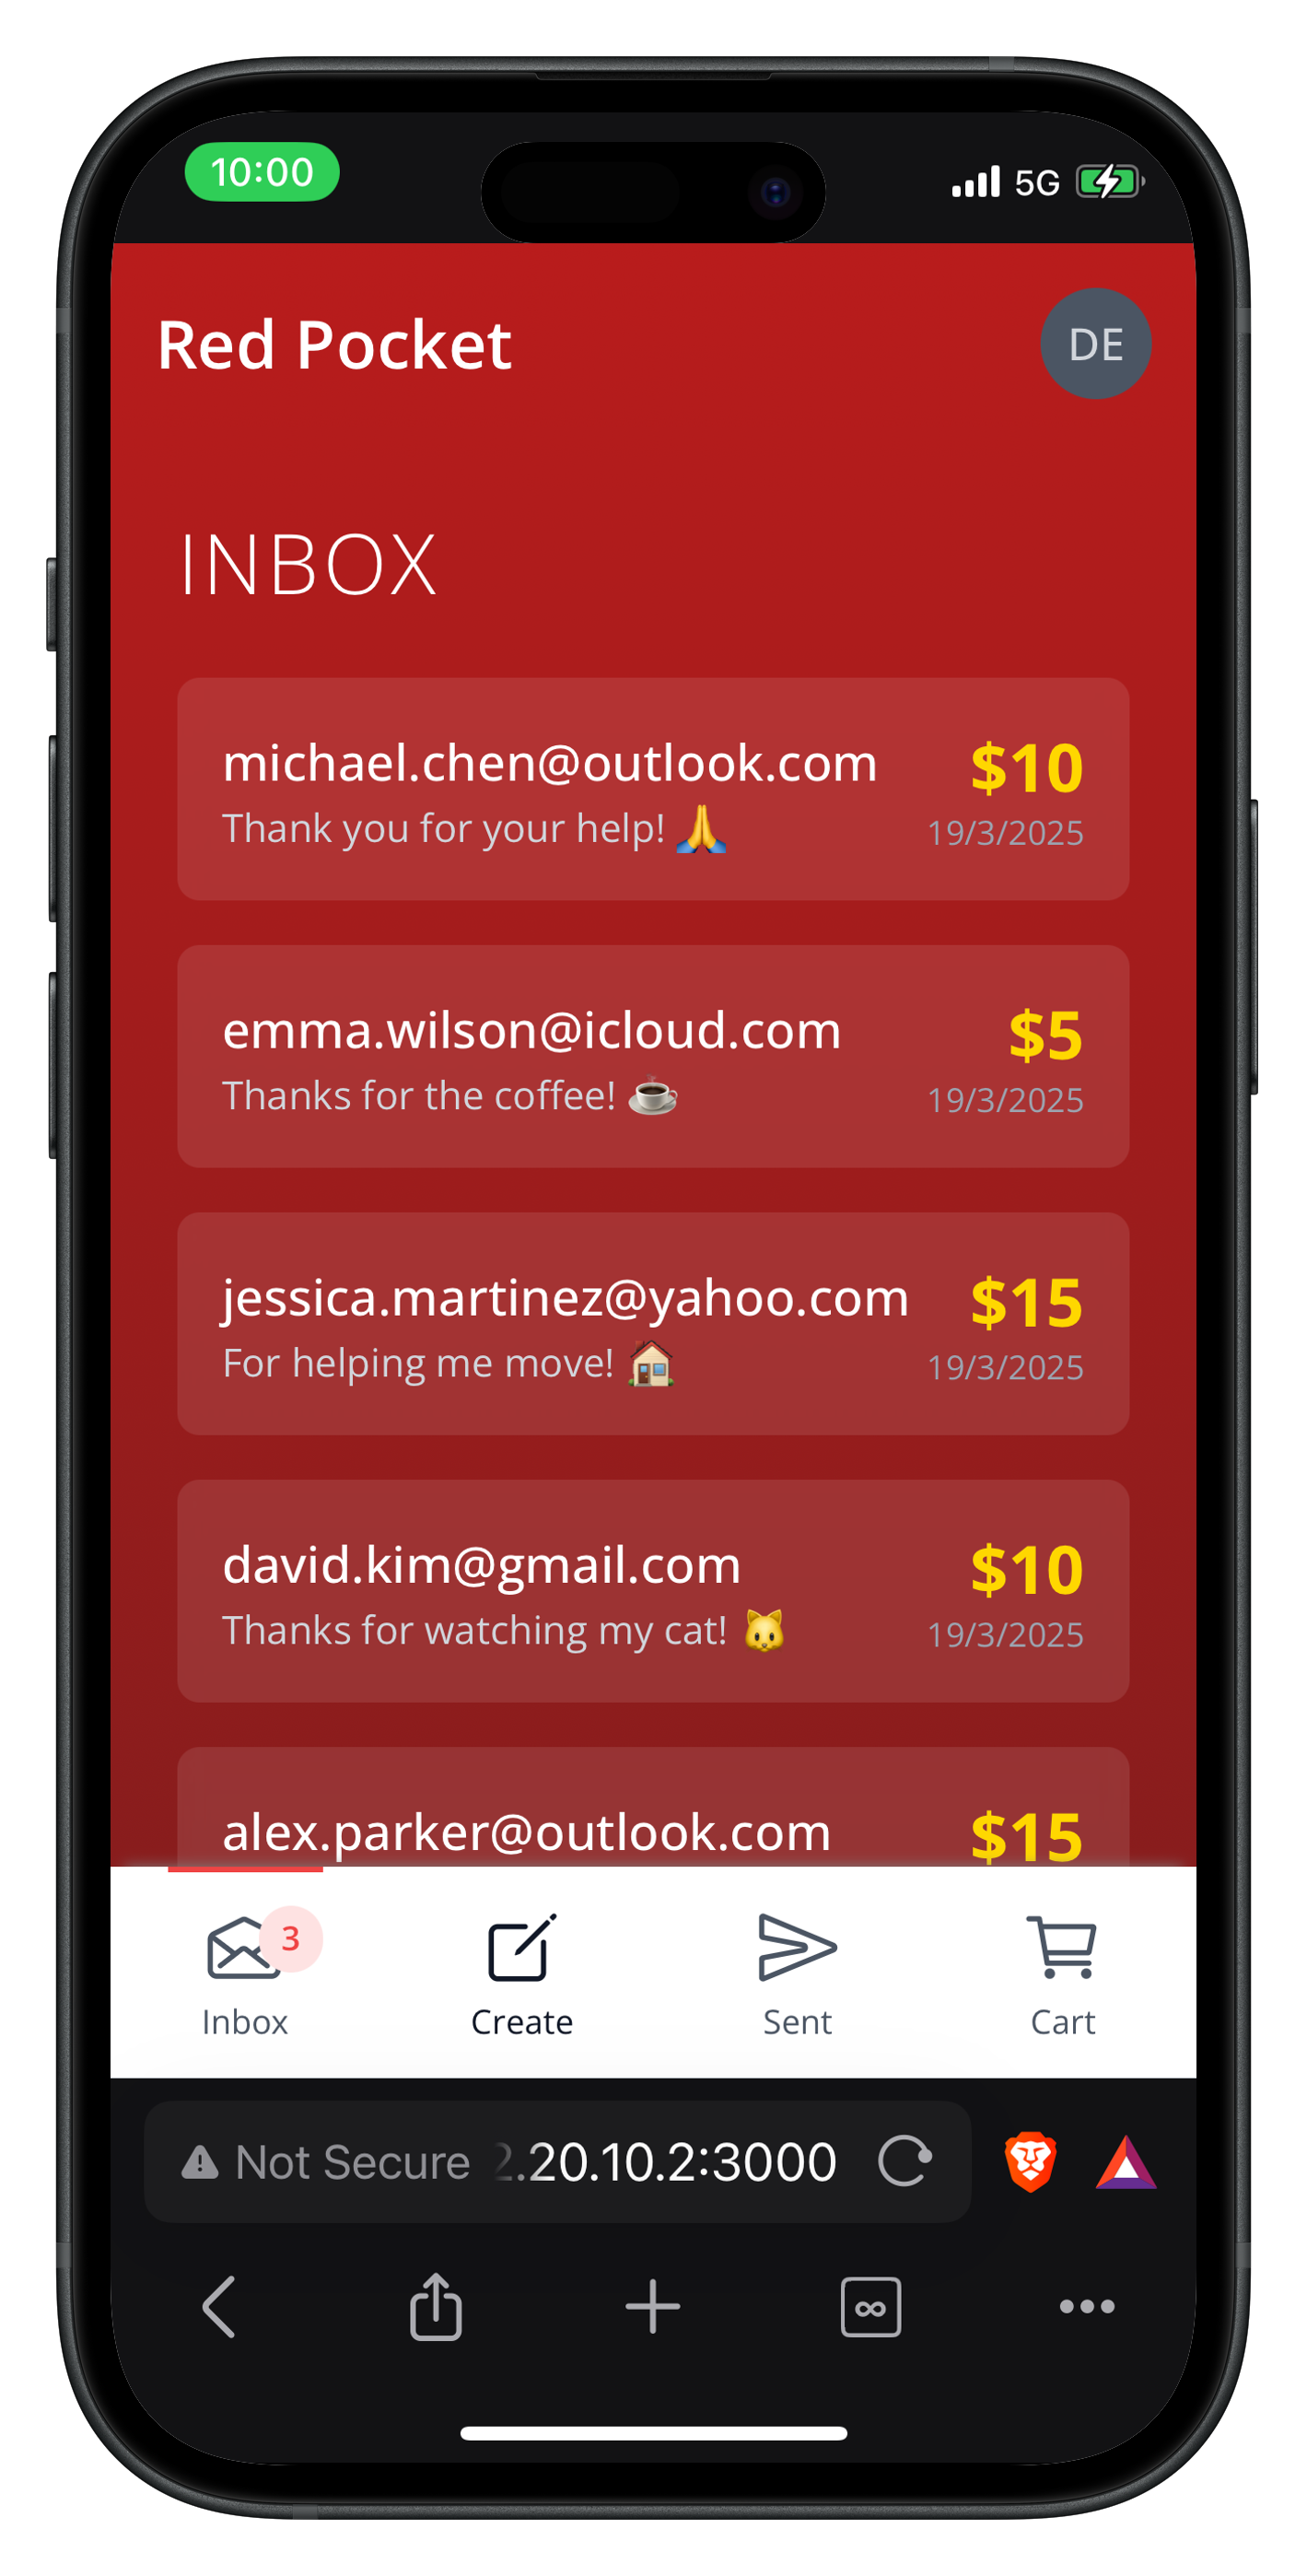 10:00
5G
Red Pocket
DE
INBOX
michael.chen@outlook.com
$10
Thank you for your help! 🙏
19/3/2025
emma.wilson@icloud.com
$5
Thanks for the coffee! ☕
19/3/2025
jessica.martinez@yahoo.com
$15
For helping me move! 🏠
19/3/2025
david.kim@gmail.com
$10
Thanks for watching my cat! 🐱
19/3/2025
alex.parker@outlook.com
$15
3
Inbox
Create
Sent
Cart
Not Secure 2.20.10.2:3000